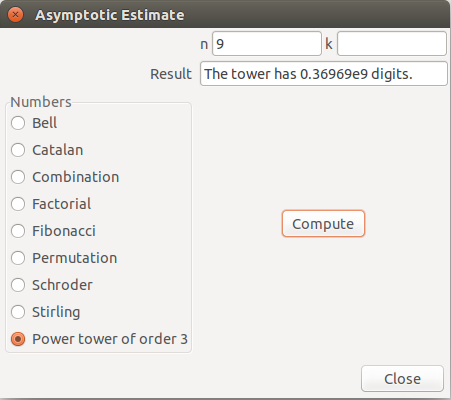 Asymptotic Estimate
n 9 k
Result The tower has 0.36969e9 digits.
Numbers
Bell
Catalan
Combination
Factorial
Fibonacci
Compute
Permutation
Schroder
Stirling
Power tower of order 3
Close